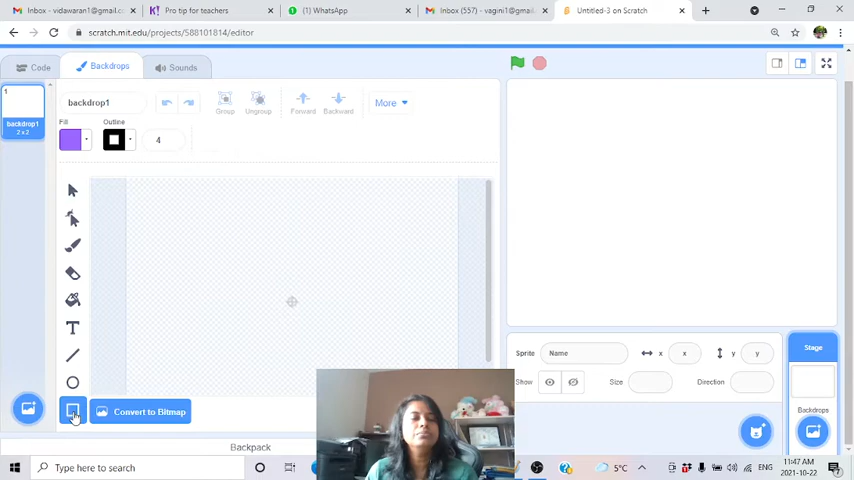 Inbox - vidawaran1@gmail.c
Pro tip for teachers
(1) WhatsApp
Inbox (557) - vagini1@gmail.c
Untitled-3 on Scratch
scratch.mit.edu/projects/588101814/editor
Code
Backdrops
Sounds
1
backdrop1
2 x 2
backdrop1
Group
Ungroup
Forward
Backward
More
Fill
Outline
4
T
Convert to Bitmap
Backpack
Sprite
Name
x
x
y
y
Show
Size
Direction
Stage
Backdrops
Type here to search
5°C
ENG
11:47 AM
2021-10-22